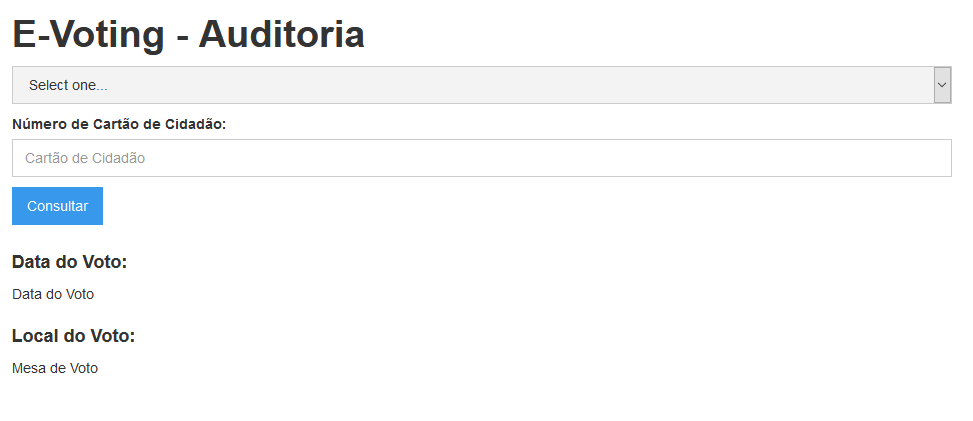 E-Voting - Auditoria
Select one...
Número de Cartão de Cidadão:
Cartão de Cidadão
Consultar
Data do Voto:
Data do Voto
Local do Voto:
Mesa de Voto